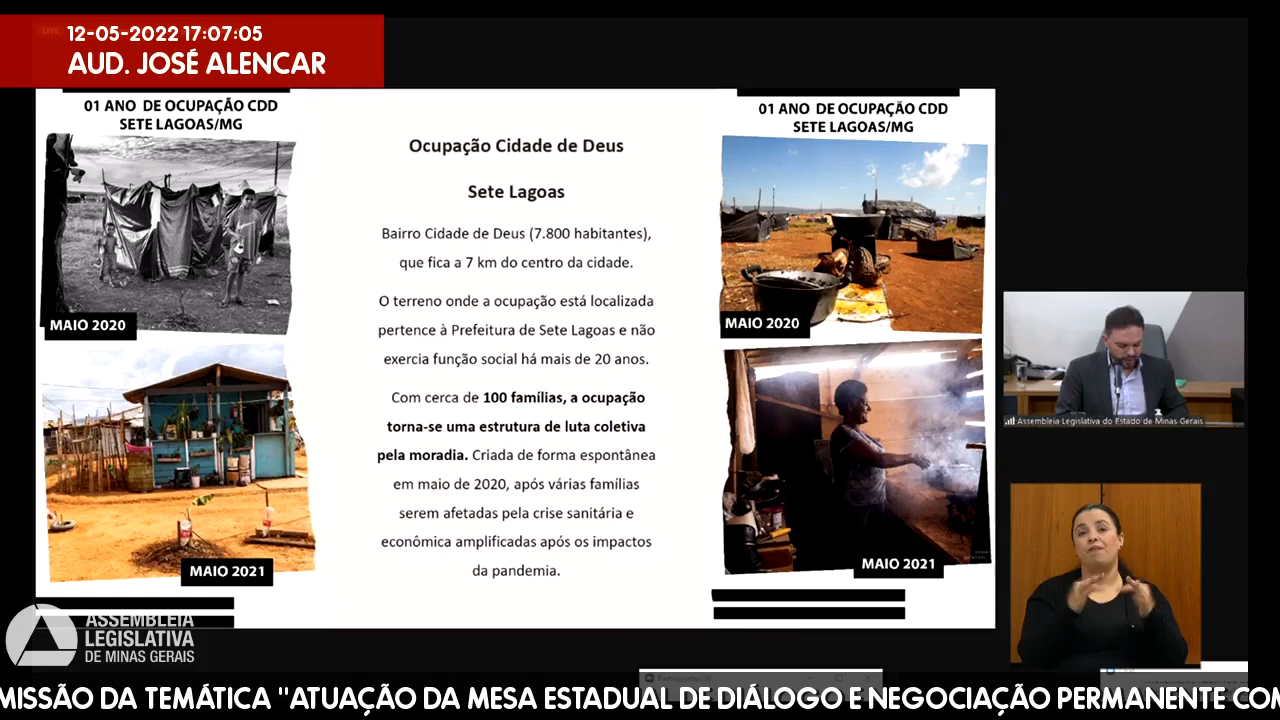 LIVE
12-05-2022 17:07:05
AUD. JOSÉ ALENCAR
01 ANO DE OCUPAÇÃO CDD
SETE LAGOAS/MG
MAIO 2020
MAIO 2021
Ocupação Cidade de Deus
Sete Lagoas
Bairro Cidade de Deus (7.800 habitantes),
que fica a 7 km do centro da cidade.
O terreno onde a ocupação está localizada
pertence à Prefeitura de Sete Lagoas e não
exercia função social há mais de 20 anos.
Com cerca de 100 famílias, a ocupação
torna-se uma estrutura de luta coletiva
pela moradia. Criada de forma espontânea
em maio de 2020, após várias famílias
serem afetadas pela crise sanitária e
econômica amplificadas após os impactos
da pandemia.
01 ANO DE OCUPAÇÃO CDD
SETE LAGOAS/MG
MAIO 2020
MAIO 2021
Assembleia Legislativa do Estado de Minas Gerais
ASSEMBLEIA
LEGISLATIVA
DE MINAS GERAIS
MISSÃO DA TEMÁTICA "ATUAÇÃO DA MESA ESTADUAL DE DIÁLOGO E NEGOCIAÇÃO PERMANENTE COM